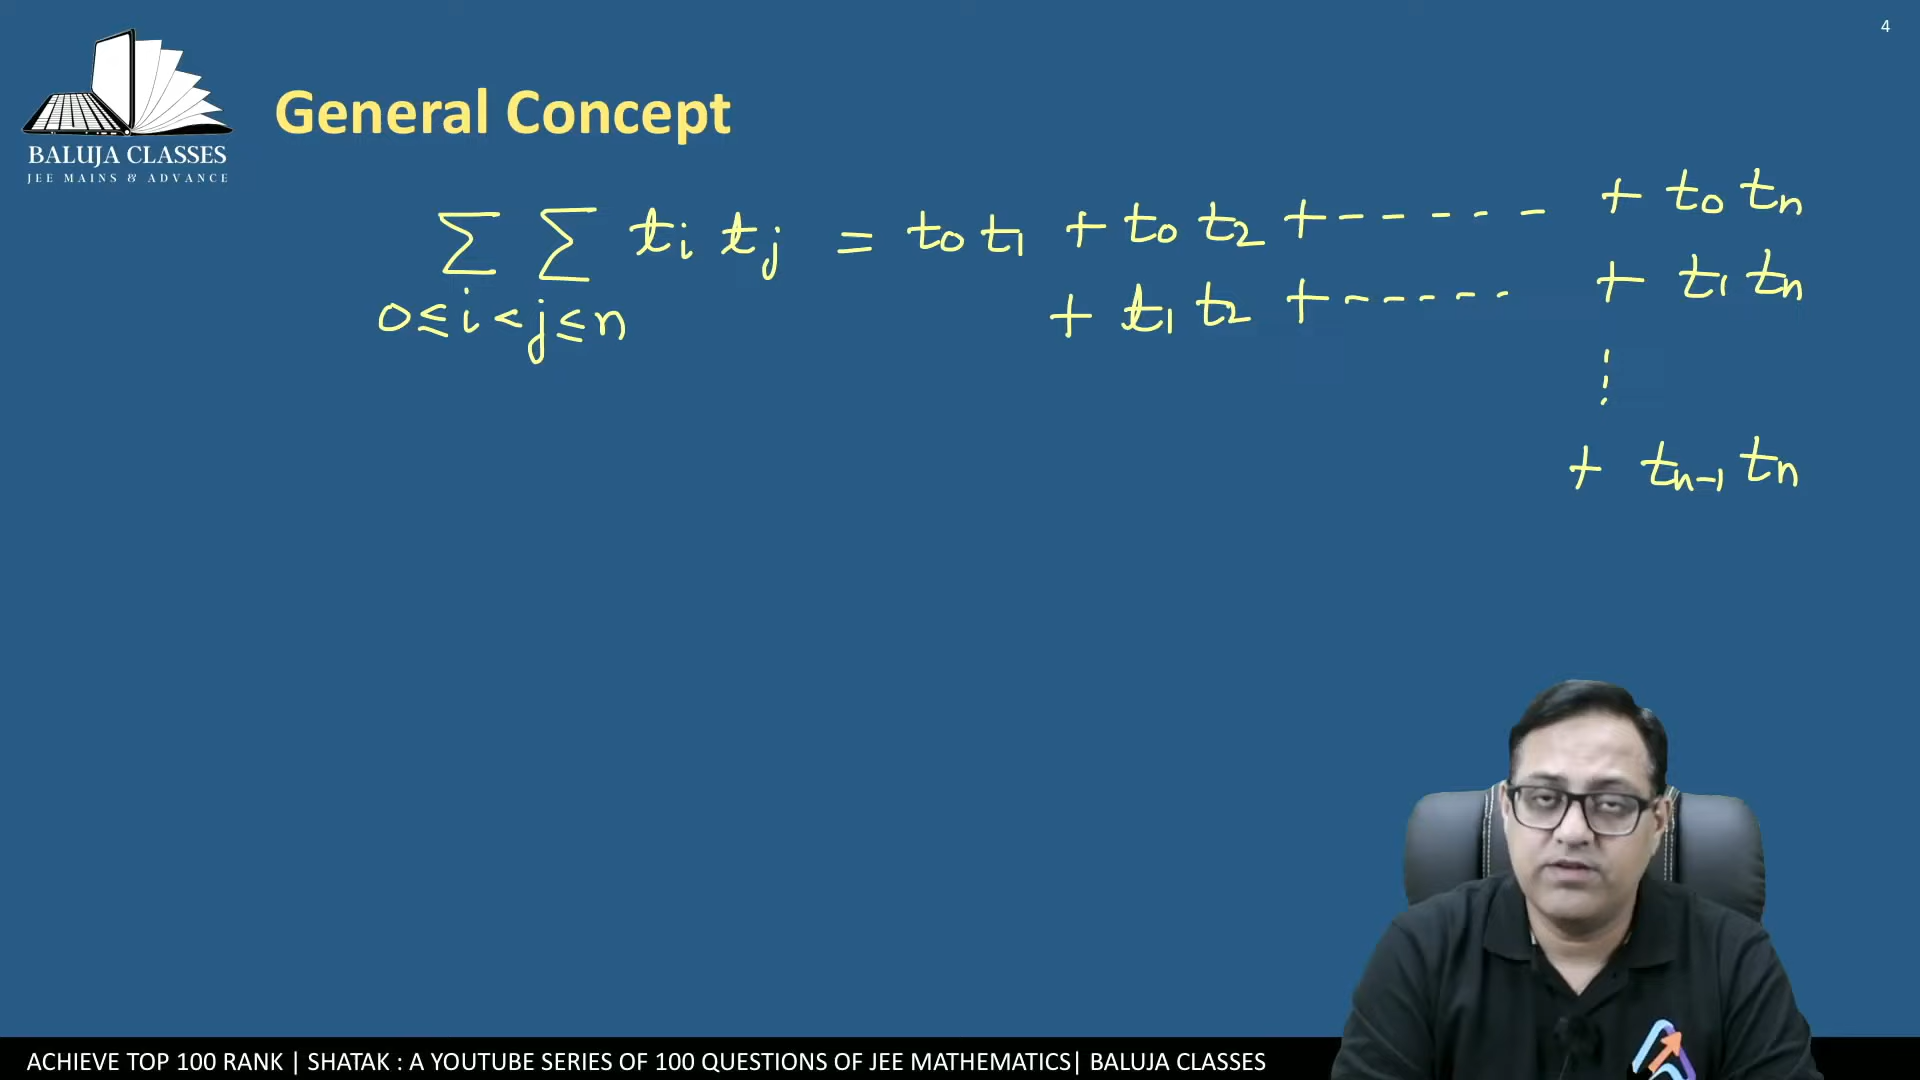 4
BALUJA CLASSES
JEE MAINS & ADVANCE
General Concept
∑ ∑ tᵢ tⱼ = t₀ t₁ + t₀ t₂ + ------ + t₀ tₙ
0≤i<j≤n
+ t₁ t₂ + ------ + t₁ tₙ
⋮
+ tₙ₋₁ tₙ
ACHIEVE TOP 100 RANK | SHATAK : A YOUTUBE SERIES OF 100 QUESTIONS OF JEE MATHEMATICS| BALUJA CLASSES